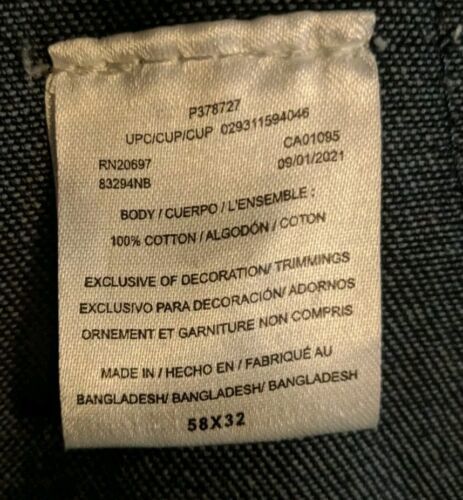 P378727
UPC/CUP/CUP 029311594046
RN20697 CA01095
83294NB 09/01/2021
BODY / CUERPO / L'ENSEMBLE :
100% COTTON / ALGODÓN / COTON
EXCLUSIVE OF DECORATION/ TRIMMINGS
EXCLUSIVO PARA DECORACIÓN/ ADORNOS
ORNEMENT ET GARNITURE NON COMPRIS
MADE IN / HECHO EN / FABRIQUÉ AU
BANGLADESH/ BANGLADESH/ BANGLADESH
58X32